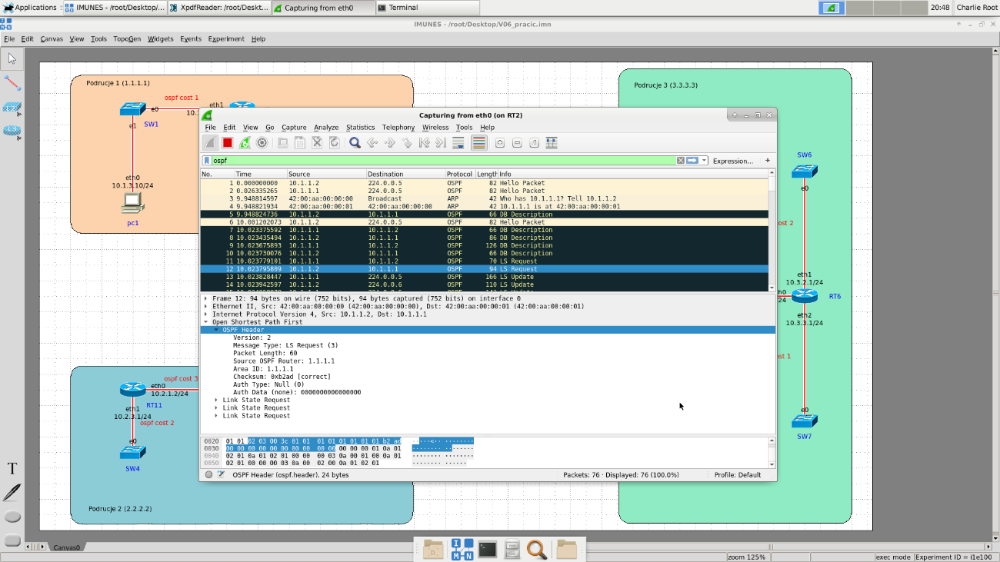 Applications
IMUNES - /root/Desktop/...
XpdfReader: /root/Deskt...
Capturing from eth0
Terminal
20:48
Charlie Root
IMUNES - /root/Desktop/V06_pracic.imn
File Edit Canvas View Tools TopoGen Widgets Events Experiment Help
Podrucje 1 (1.1.1.1)
ospf cost 1
eth1
e0
10.
SW1
e1
eth0
10.1.3.10/24
pc1
Podrucje 3 (3.3.3.3)
SW6
e0
ost 2
eth1
10.3.2.1/24
h0
24
RT6
eth2
10.3.3.1/24
st 1
e0
SW7
ospf cost 3
eth0
10.2.1.2/24
RT11
eth1
10.2.3.1/24
ospf cost 2
e0
SW4
Podrucje 2 (2.2.2.2)
Capturing from eth0 (on RT2)
File Edit View Go Capture Analyze Statistics Telephony Wireless Tools Help
ospf
Expression... +
No. Time Source Destination Protocol Length Info
1 0.000000000 10.1.1.2 224.0.0.5 OSPF 82 Hello Packet
2 0.026335265 10.1.1.1 224.0.0.5 OSPF 82 Hello Packet
3 9.948814597 42:00:aa:00:00:00 Broadcast ARP 42 Who has 10.1.1.1? Tell 10.1.1.2
4 9.948821934 42:00:aa:00:00:01 42:00:aa:00:00:00 ARP 42 10.1.1.1 is at 42:00:aa:00:00:01
5 9.948824736 10.1.1.2 10.1.1.1 OSPF 66 DB Description
6 10.001202073 10.1.1.2 224.0.0.5 OSPF 82 Hello Packet
7 10.023375592 10.1.1.1 10.1.1.2 OSPF 66 DB Description
8 10.023435494 10.1.1.2 10.1.1.1 OSPF 86 DB Description
9 10.023675893 10.1.1.1 10.1.1.2 OSPF 126 DB Description
10 10.023730076 10.1.1.2 10.1.1.1 OSPF 66 DB Description
11 10.023779101 10.1.1.1 10.1.1.2 OSPF 70 LS Request
12 10.023795809 10.1.1.2 10.1.1.1 OSPF 94 LS Request
13 10.023828447 10.1.1.1 224.0.0.5 OSPF 166 LS Update
14 10.023942597 10.1.1.2 224.0.0.6 OSPF 110 LS Update
Frame 12: 94 bytes on wire (752 bits), 94 bytes captured (752 bits) on interface 0
Ethernet II, Src: 42:00:aa:00:00:00 (42:00:aa:00:00:00), Dst: 42:00:aa:00:00:01 (42:00:aa:00:00:01)
Internet Protocol Version 4, Src: 10.1.1.2, Dst: 10.1.1.1
Open Shortest Path First
OSPF Header
Version: 2
Message Type: LS Request (3)
Packet Length: 60
Source OSPF Router: 1.1.1.1
Area ID: 1.1.1.1
Checksum: 0xb2ad [correct]
Auth Type: Null (0)
Auth Data (none): 0000000000000000
Link State Request
Link State Request
Link State Request
0020 01 01 02 03 00 3c 01 01 01 01 01 01 01 01 b2 ad ·····<·· ········
0030 00 00 00 00 00 00 00 00 00 00 00 00 00 01 0a 01 ········ ········
0040 02 01 0a 01 02 01 00 00 00 03 0a 00 01 00 0a 01 ········ ········
0050 02 01 00 00 00 03 0a 00 02 00 0a 01 02 01 ········ ······
OSPF Header (ospf.header), 24 bytes
Packets: 76 · Displayed: 76 (100.0%)
Profile: Default
T
Canvas0
I M U N E S
zoom 125%
exec mode
Experiment ID = i1e100